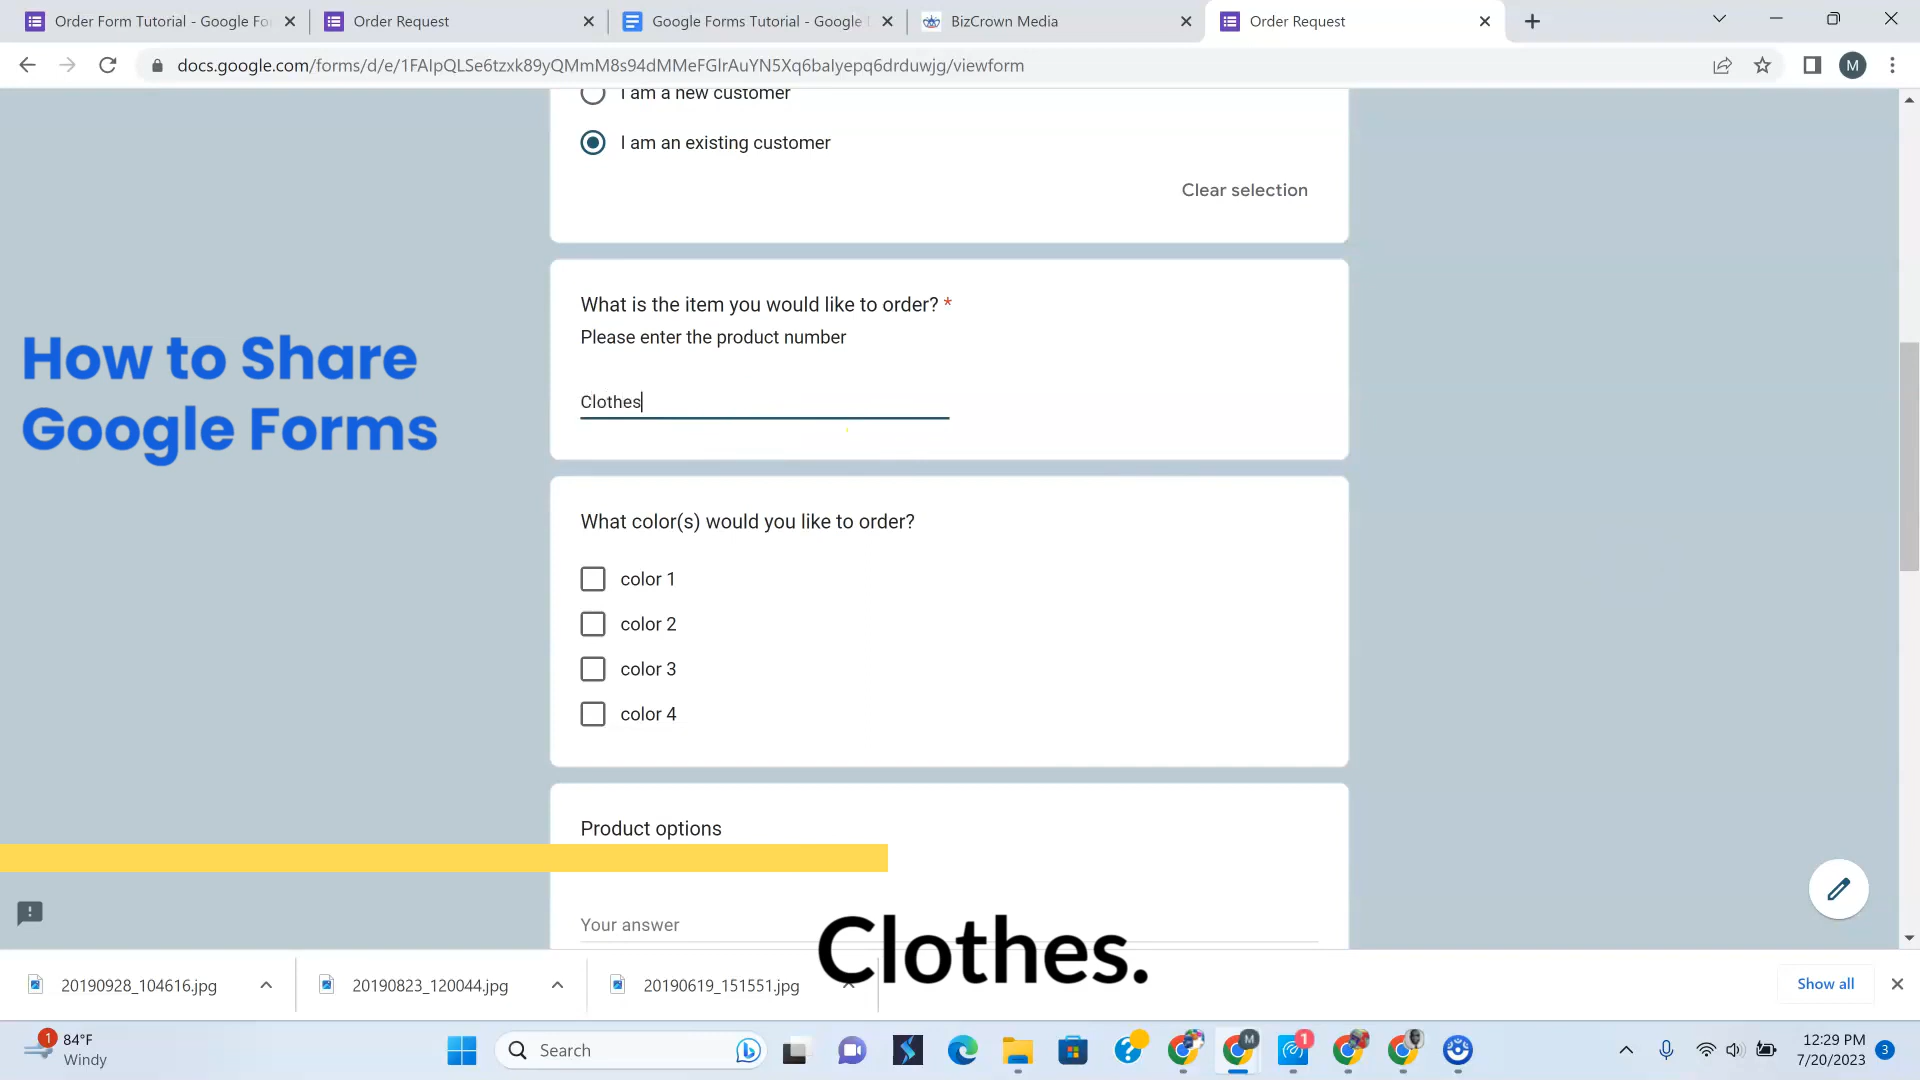 Order Form Tutorial - Google Fo
Order Request
Google Forms Tutorial - Google
BizCrown Media
Order Request
docs.google.com/forms/d/e/1FAIpQLSe6tzxk89yQMmM8s94dMMeFGlrAuYN5Xq6balyepq6drduwjg/viewform
M
I am a new customer
I am an existing customer
Clear selection
What is the item you would like to order? *
Please enter the product number
Clothes
How to Share
Google Forms
What color(s) would you like to order?
color 1
color 2
color 3
color 4
Product options
Your answer
Clothes.
20190928_104616.jpg
20190823_120044.jpg
20190619_151551.jpg
Show all
1
84°F
Windy
Search
M
1
12:29 PM
7/20/2023
3